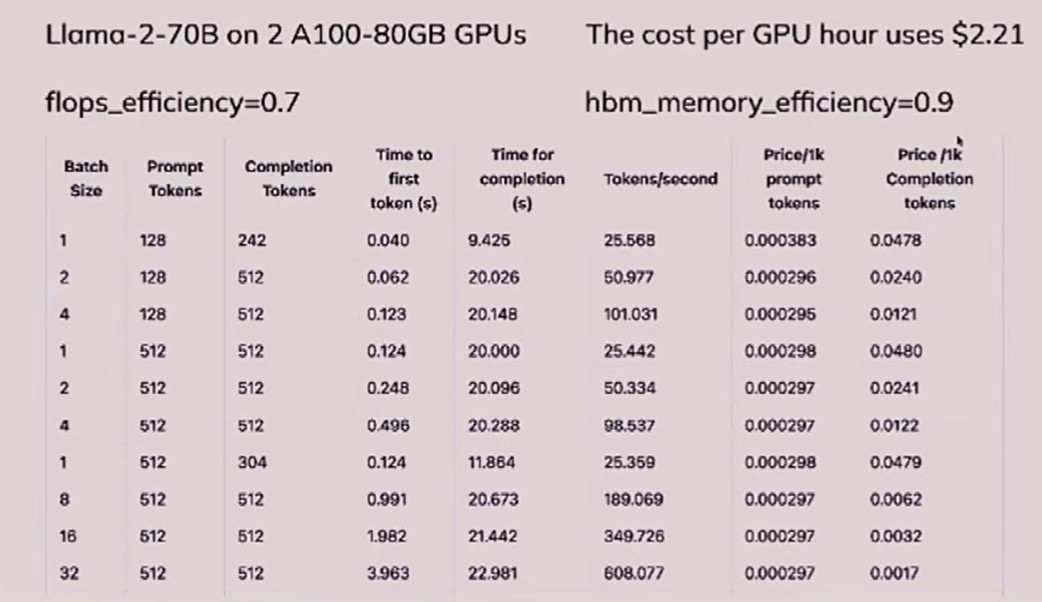 Llama-2-70B on 2 A100-80GB GPUs The cost per GPU hour uses $2.21
flops_efficiency=0.7 hbm_memory_efficiency=0.9
Batch Size Prompt Tokens Completion Tokens Time to first token (s) Time for completion (s) Tokens/second Price/1k prompt tokens Price /1k Completion tokens
1 128 242 0.040 9.426 25.568 0.000383 0.0478
2 128 512 0.062 20.026 50.977 0.000296 0.0240
4 128 512 0.123 20.148 101.031 0.000295 0.0121
1 512 512 0.124 20.000 25.442 0.000298 0.0480
2 512 512 0.248 20.096 50.334 0.000297 0.0241
4 512 512 0.496 20.288 98.537 0.000297 0.0122
1 512 304 0.124 11.864 25.359 0.000298 0.0479
8 512 512 0.991 20.673 189.069 0.000297 0.0062
16 512 512 1.982 21.442 349.726 0.000297 0.0032
32 512 512 3.963 22.981 608.077 0.000297 0.0017